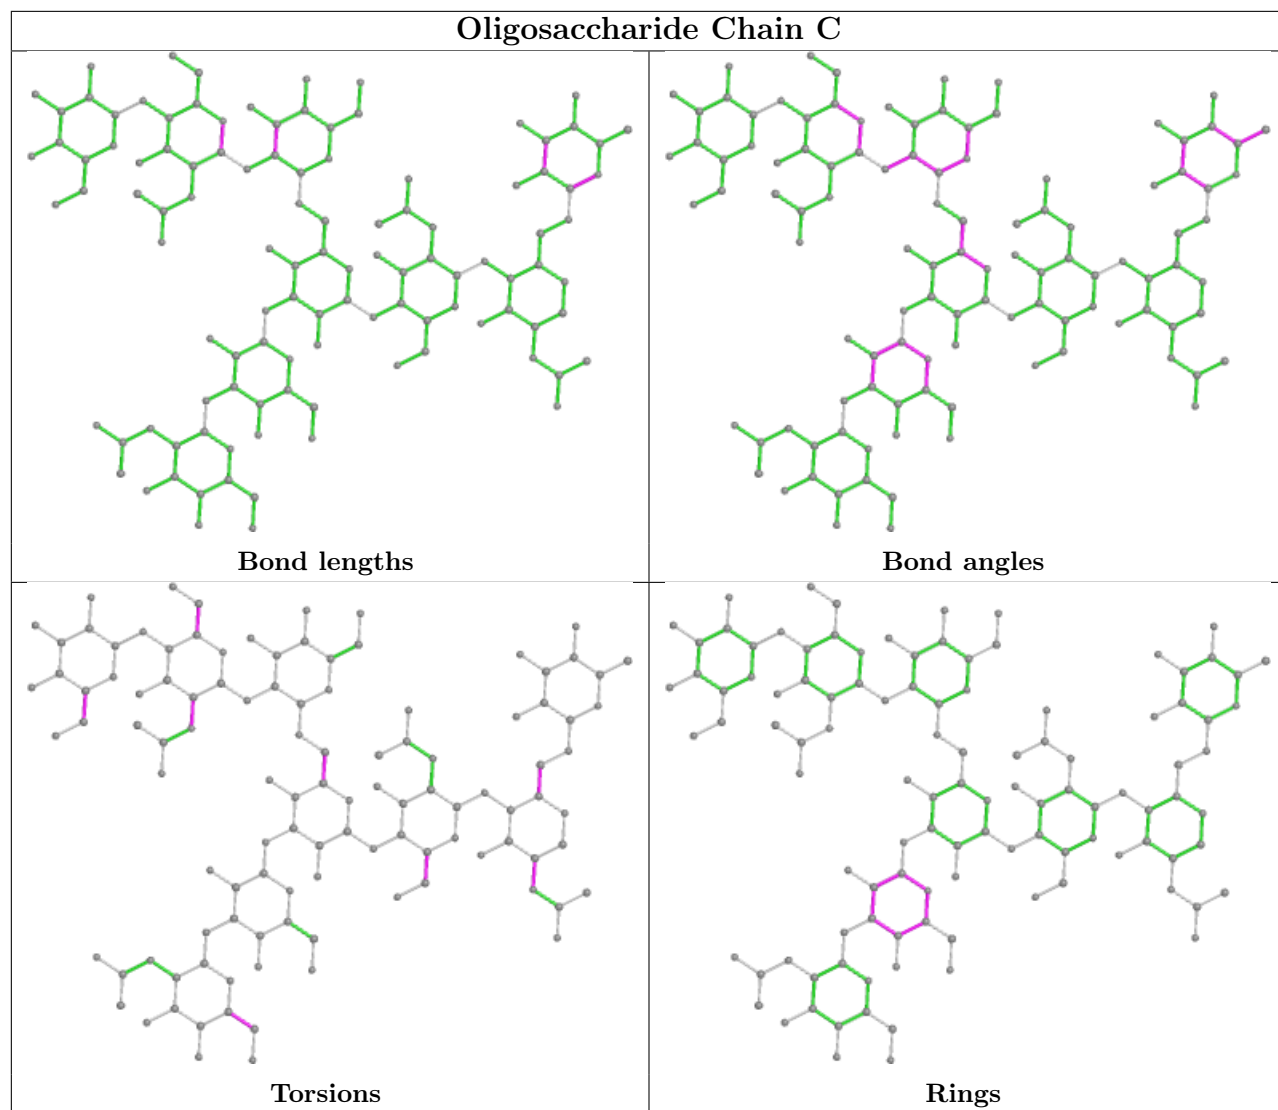 Oligosaccharide Chain C
Bond lengths
Bond angles
Torsions
Rings